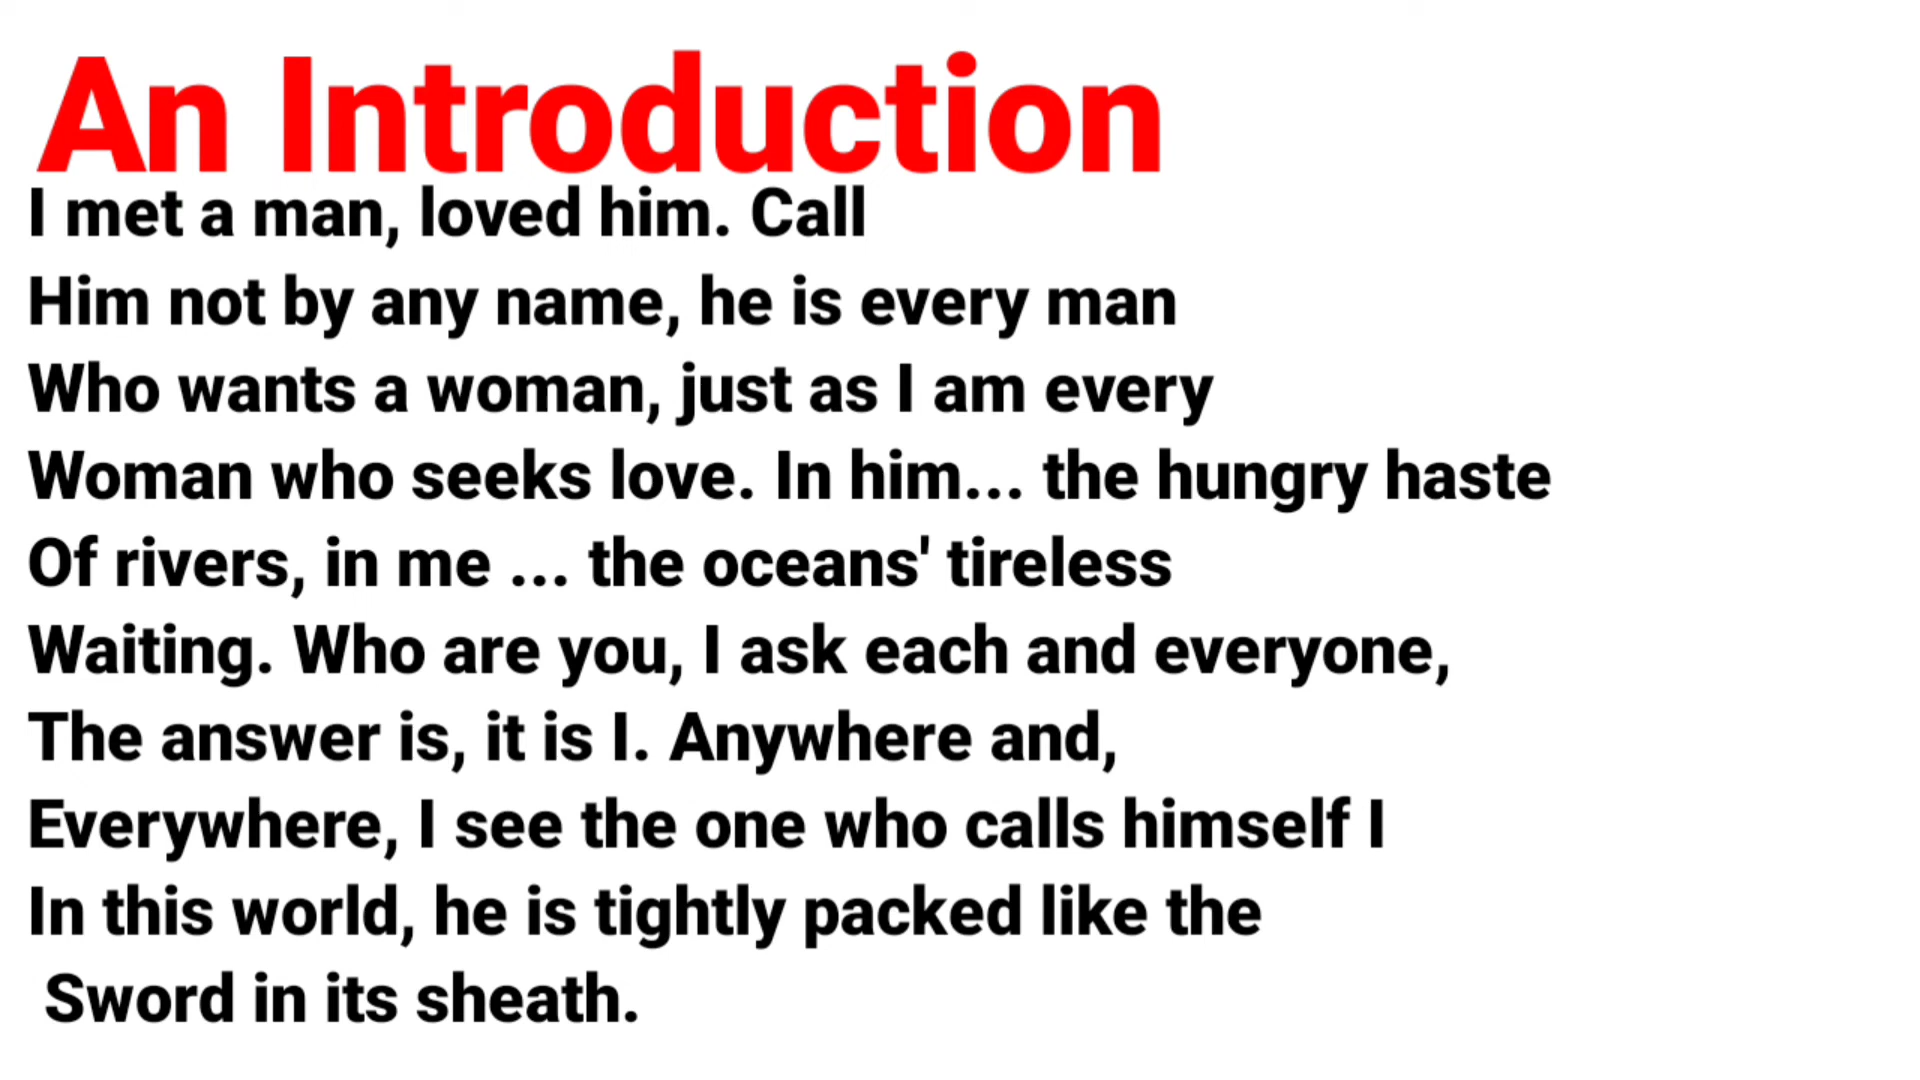 An Introduction
I met a man, loved him. Call
Him not by any name, he is every man
Who wants a woman, just as I am every
Woman who seeks love. In him... the hungry haste
Of rivers, in me ... the oceans' tireless
Waiting. Who are you, I ask each and everyone,
The answer is, it is I. Anywhere and,
Everywhere, I see the one who calls himself I
In this world, he is tightly packed like the
Sword in its sheath.